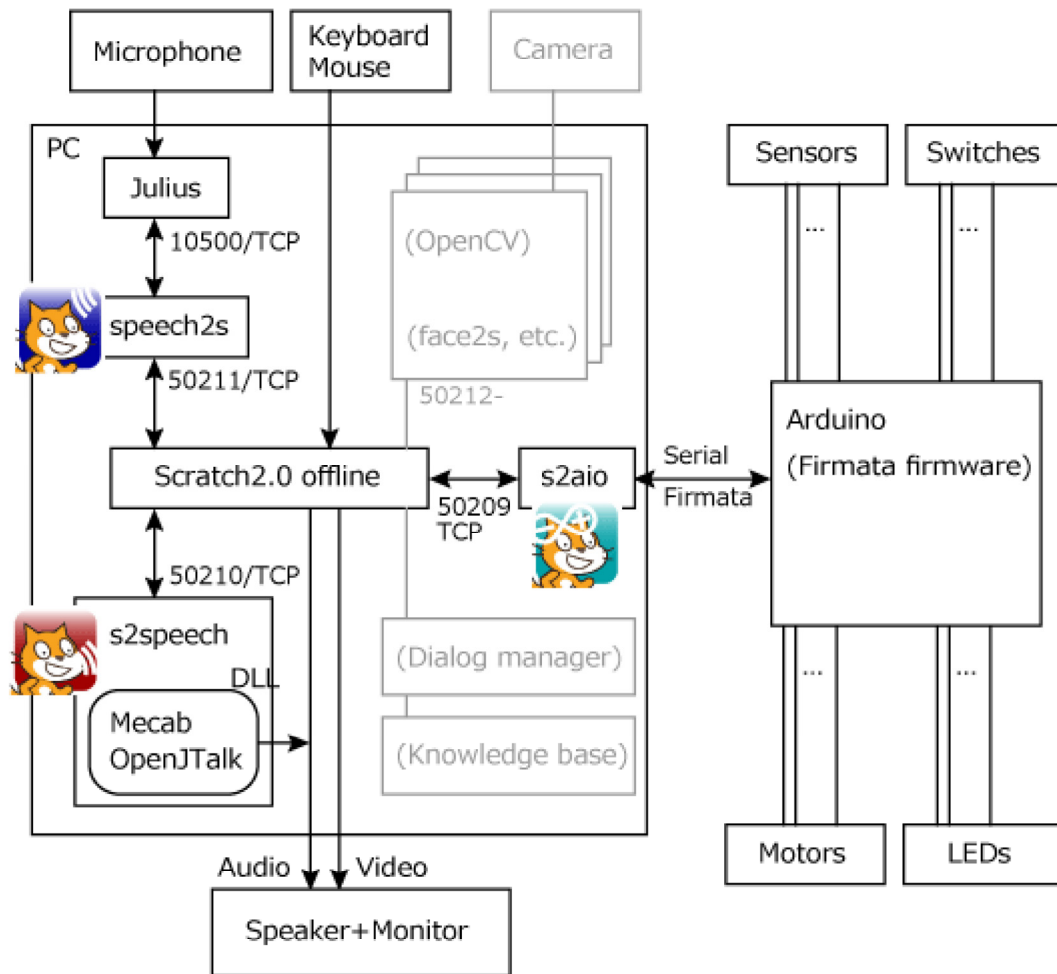 Microphone
Keyboard
Mouse
Camera
PC
Julius
10500/TCP
speech2s
50211/TCP
(OpenCV)
(face2s, etc.)
50212-
Scratch2.0 offline
50209
TCP
s2aio
Serial
Firmata
50210/TCP
s2speech
DLL
Mecab
OpenJTalk
(Dialog manager)
(Knowledge base)
Audio
Video
Speaker+Monitor
Sensors
Switches
...
...
Arduino
(Firmata firmware)
...
...
Motors
LEDs